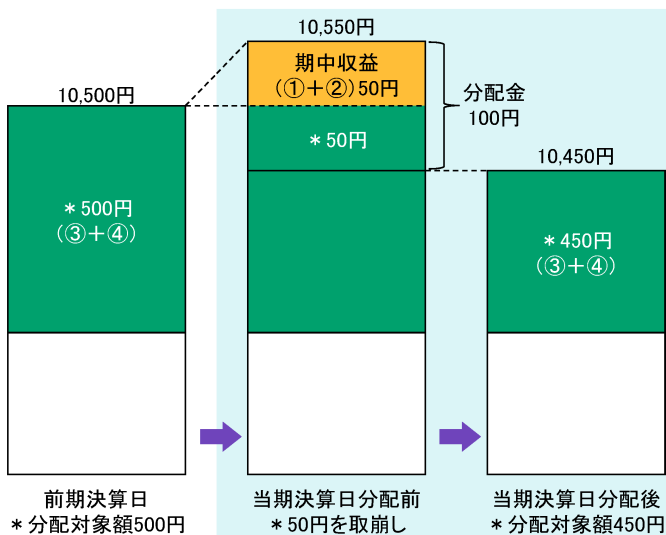 10,550円
期中収益
(①+②)50円
分配金
100円
10,500円
*50円
10,450円
*500円
(③+④)
*450円
(③+④)
前期決算日
*分配対象額500円
当期決算日分配前
*50円を取崩し
当期決算日分配後
*分配対象額450円